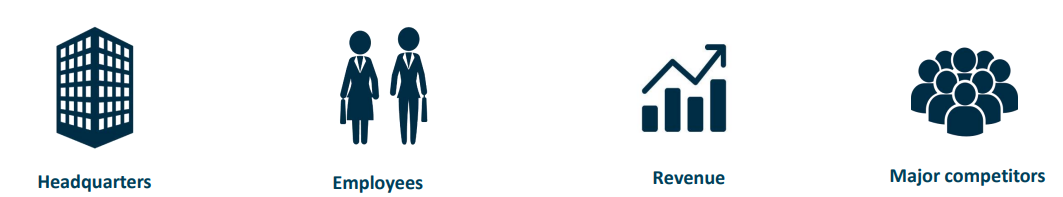 Headquarters
Employees
Revenue
Major competitors